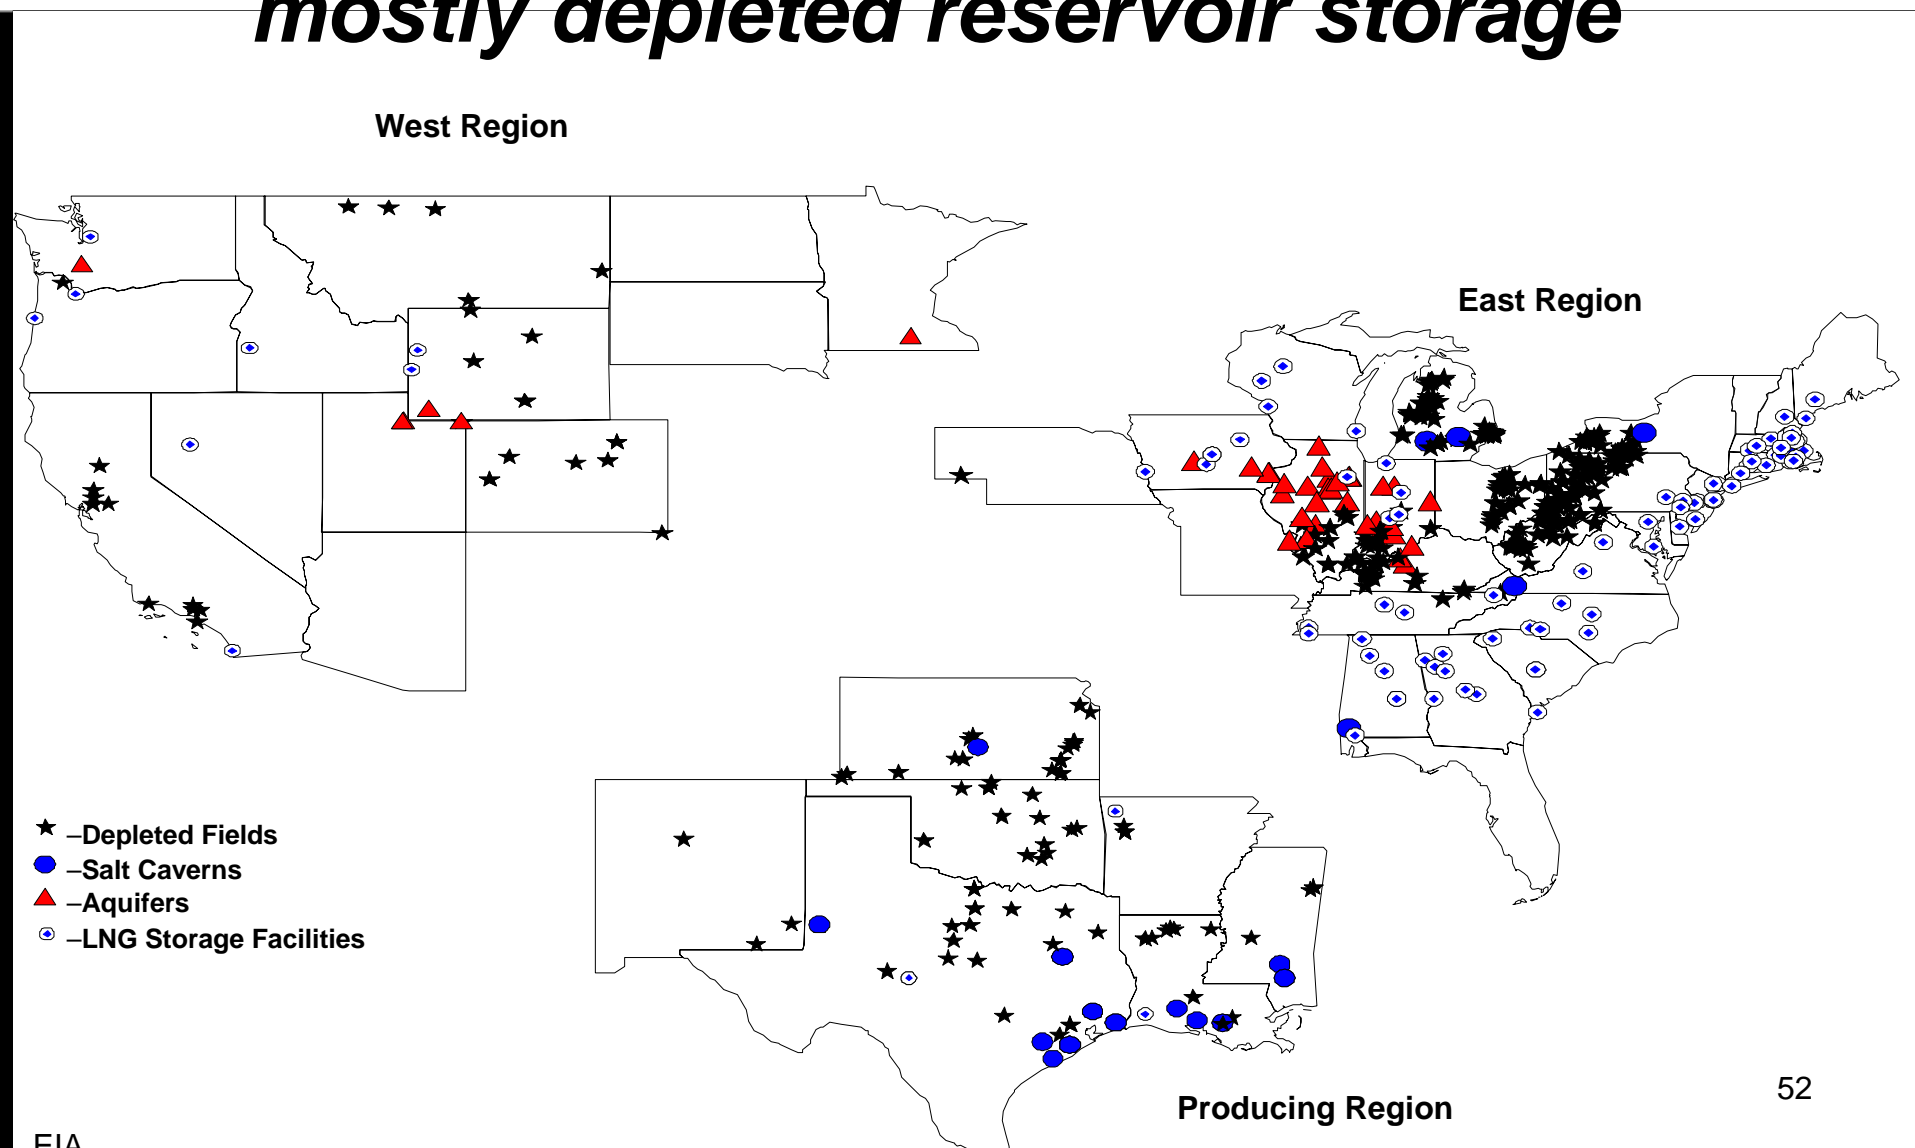 mostly depleted reservoir storage
West Region
East Region
–Depleted Fields
–Salt Caverns
–Aquifers
–LNG Storage Facilities
Producing Region
52
EIA